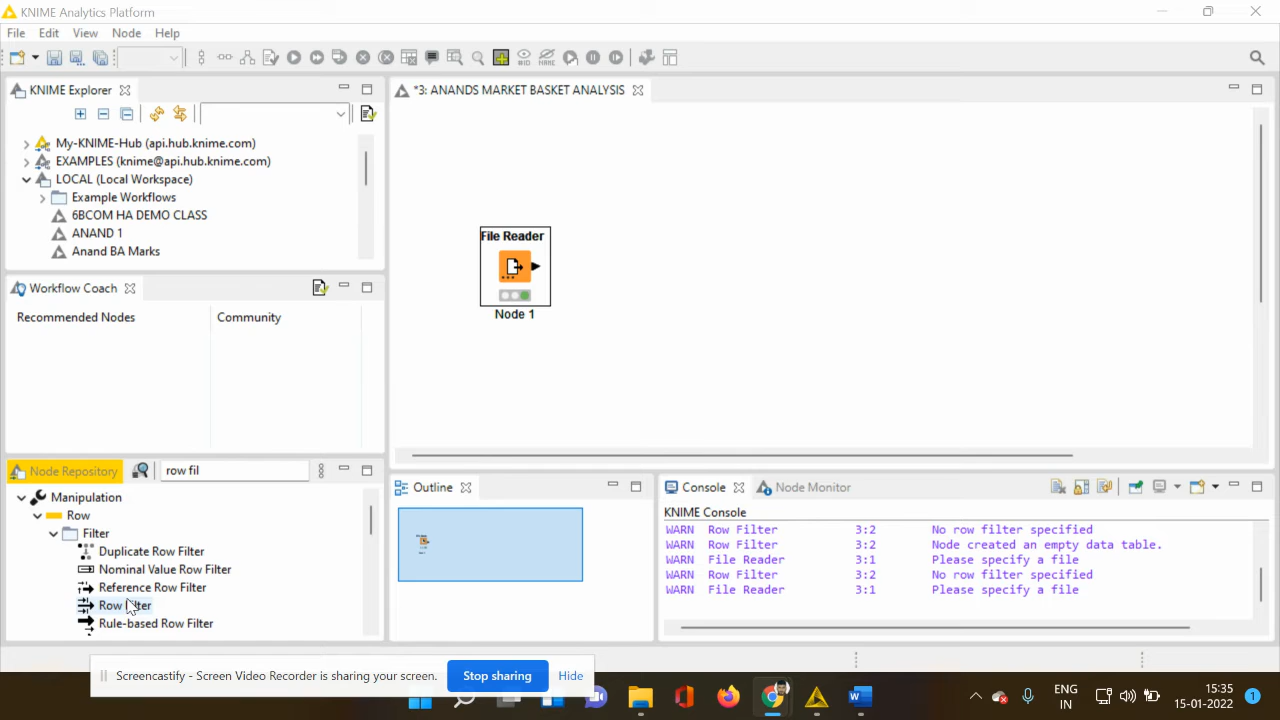 KNIME Analytics Platform
File Edit View Node Help
KNIME Explorer
My-KNIME-Hub (api.hub.knime.com)
EXAMPLES (knime@api.hub.knime.com)
LOCAL (Local Workspace)
Example Workflows
6BCOM HA DEMO CLASS
ANAND 1
Anand BA Marks
*3: ANANDS MARKET BASKET ANALYSIS
File Reader
Node 1
Workflow Coach
Recommended Nodes Community
Node Repository row fil
Manipulation
Row
Filter
Duplicate Row Filter
Nominal Value Row Filter
Reference Row Filter
Row Filter
Rule-based Row Filter
Outline
Console Node Monitor
KNIME Console
WARN Row Filter 3:2 No row filter specified
WARN Row Filter 3:2 Node created an empty data table.
WARN File Reader 3:1 Please specify a file
WARN Row Filter 3:2 No row filter specified
WARN File Reader 3:1 Please specify a file
Screencastify - Screen Video Recorder is sharing your screen. Stop sharing Hide
ENG
IN
15:35
15-01-2022
1